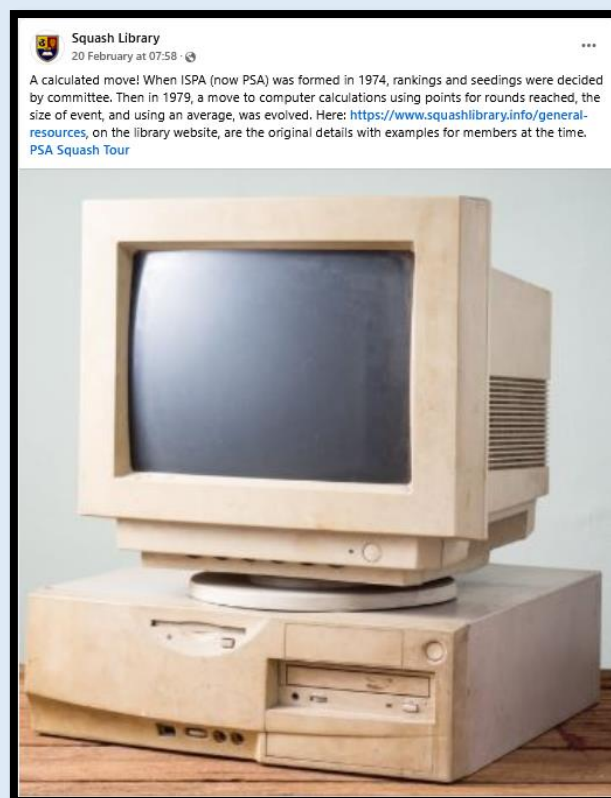 Squash Library
20 February at 07:58 ·
A calculated move! When ISPA (now PSA) was formed in 1974, rankings and seedings were decided
by committee. Then in 1979, a move to computer calculations using points for rounds reached, the
size of event, and using an average, was evolved. Here: https://www.squashlibrary.info/general-
resources, on the library website, are the original details with examples for members at the time.
PSA Squash Tour